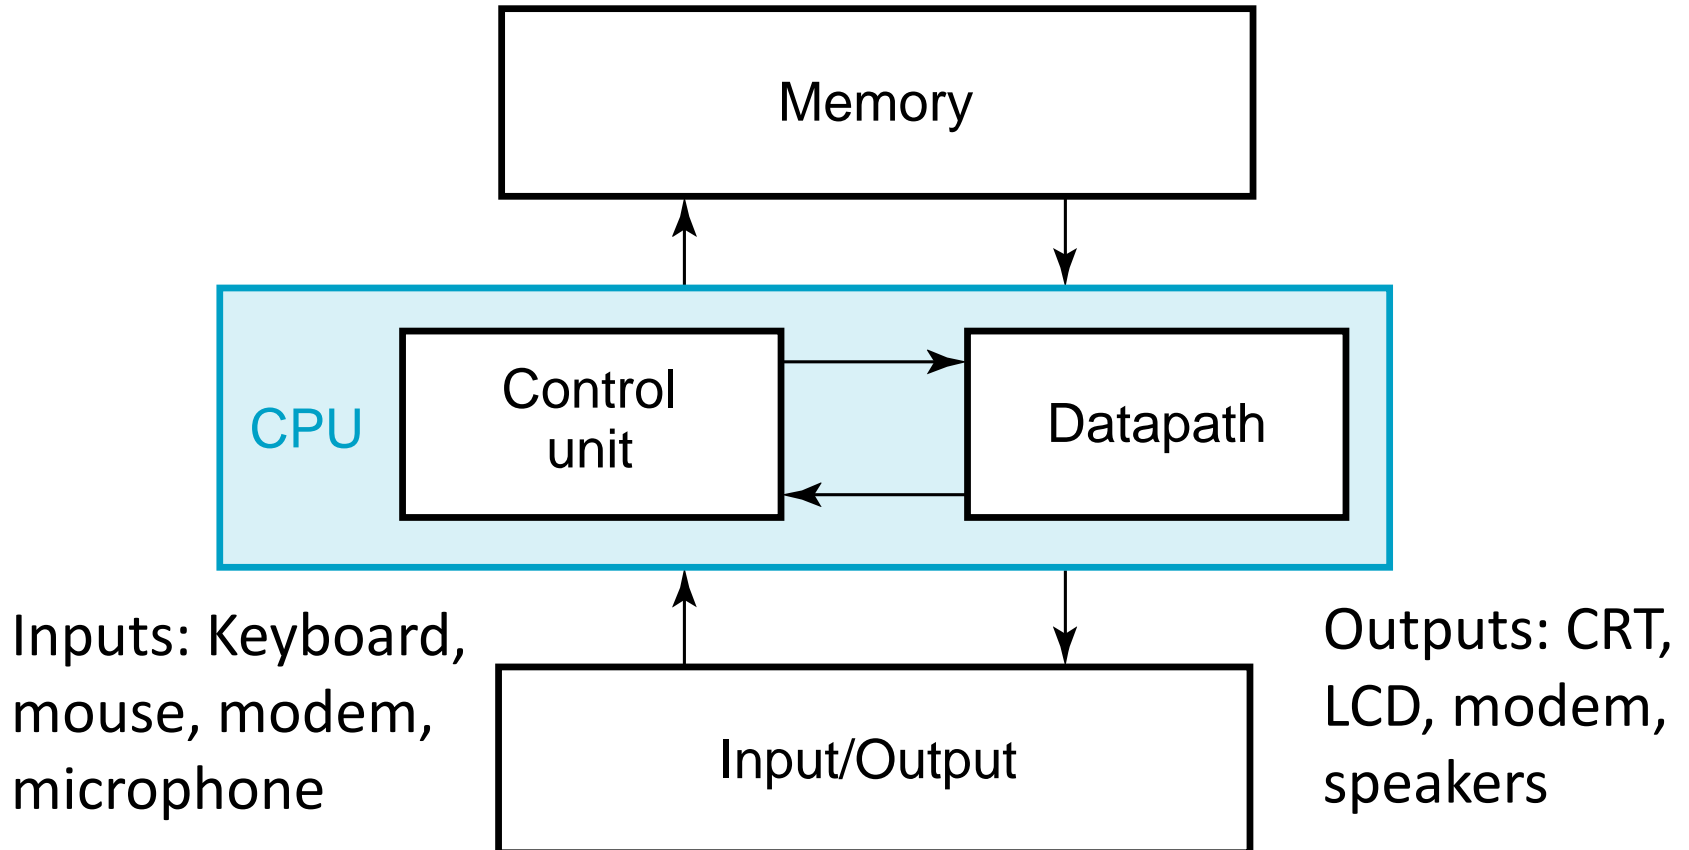 Memory
CPU
Control
unit
Datapath
Inputs: Keyboard,
mouse, modem,
microphone
Input/Output
Outputs: CRT,
LCD, modem,
speakers